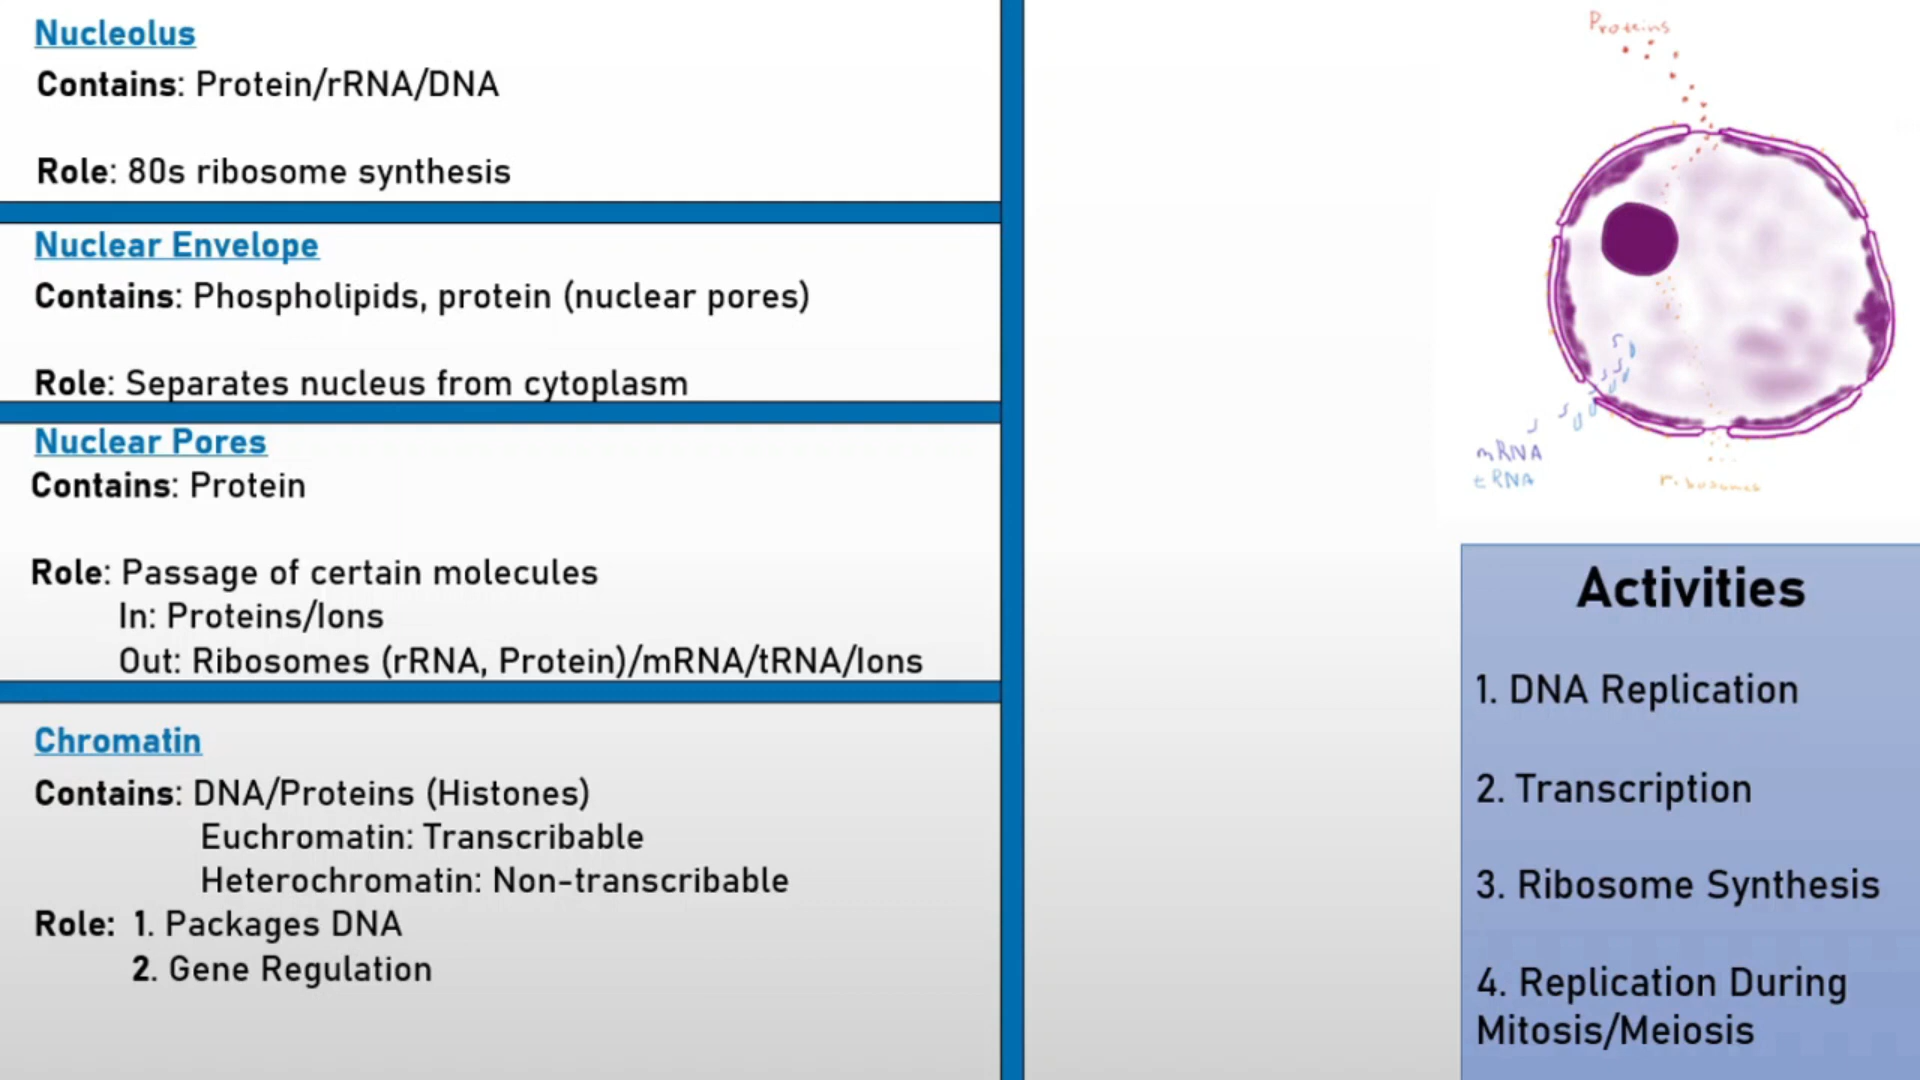 Nucleolus
Contains: Protein/rRNA/DNA
Role: 80s ribosome synthesis
Nuclear Envelope
Contains: Phospholipids, protein (nuclear pores)
Role: Separates nucleus from cytoplasm
Nuclear Pores
Contains: Protein
Role: Passage of certain molecules
In: Proteins/Ions
Out: Ribosomes (rRNA, Protein)/mRNA/tRNA/Ions
Chromatin
Contains: DNA/Proteins (Histones)
Euchromatin: Transcribable
Heterochromatin: Non-transcribable
Role: 1. Packages DNA
2. Gene Regulation
Proteins
mRNA
tRNA
ribosomes
Activities
1. DNA Replication
2. Transcription
3. Ribosome Synthesis
4. Replication During
Mitosis/Meiosis